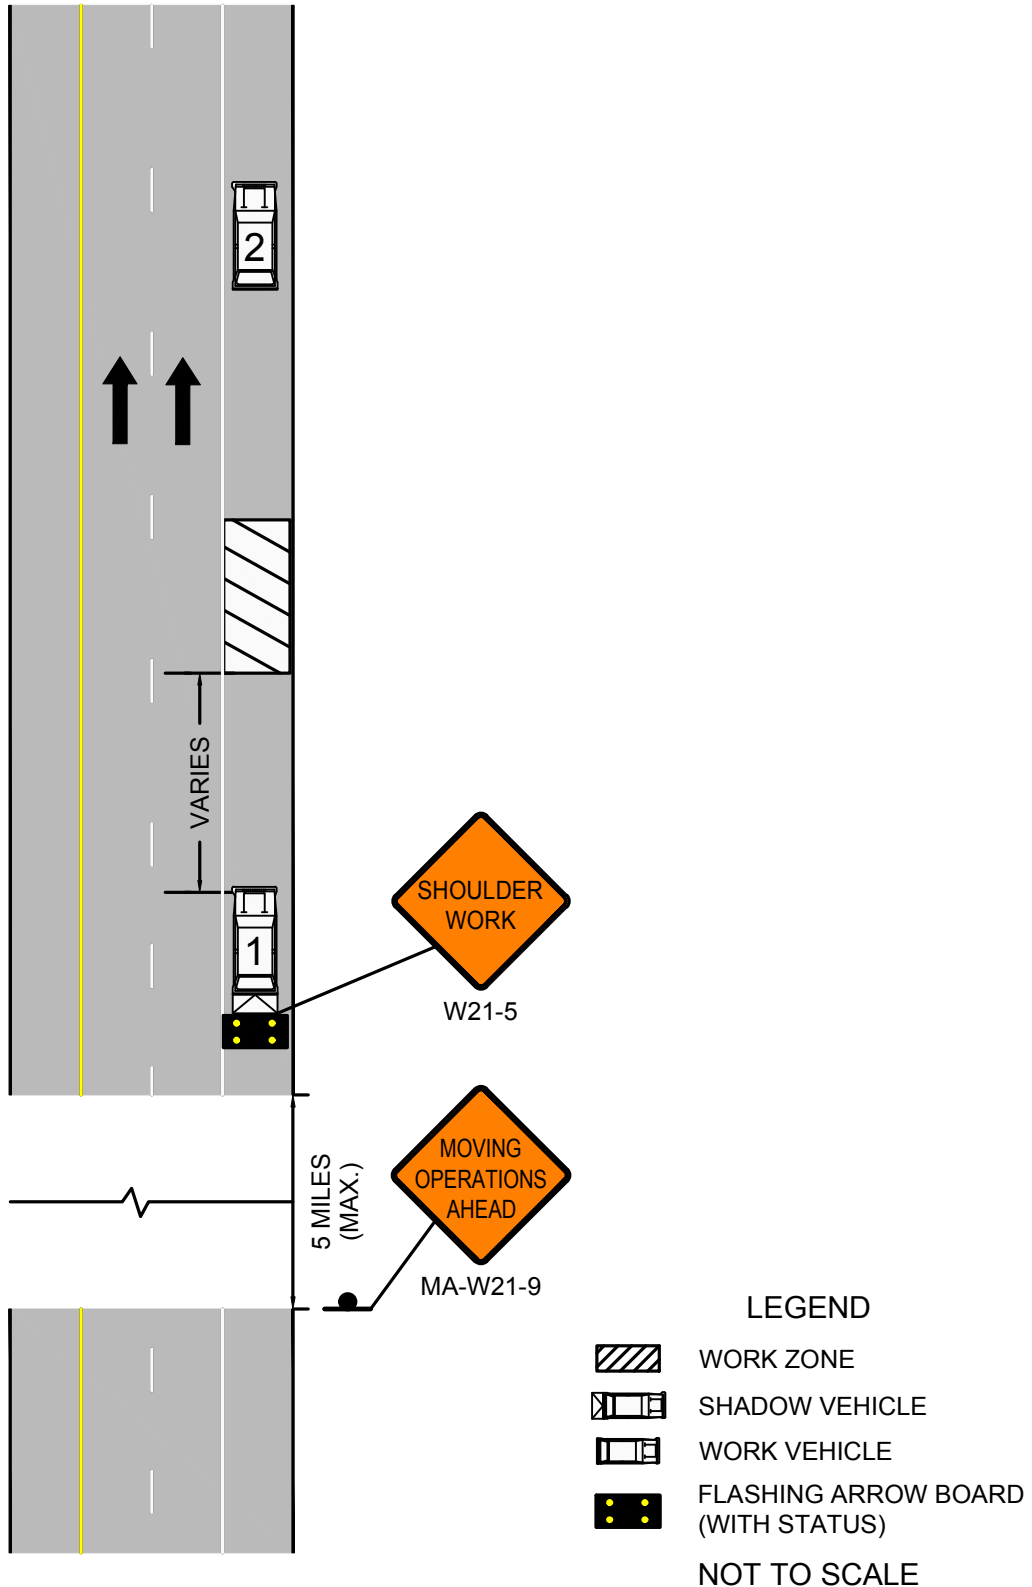 2
VARIES
1
SHOULDER
WORK
W21-5
5 MILES
(MAX.)
MOVING
OPERATIONS
AHEAD
MA-W21-9
LEGEND
WORK ZONE
SHADOW VEHICLE
WORK VEHICLE
FLASHING ARROW BOARD
(WITH STATUS)
NOT TO SCALE